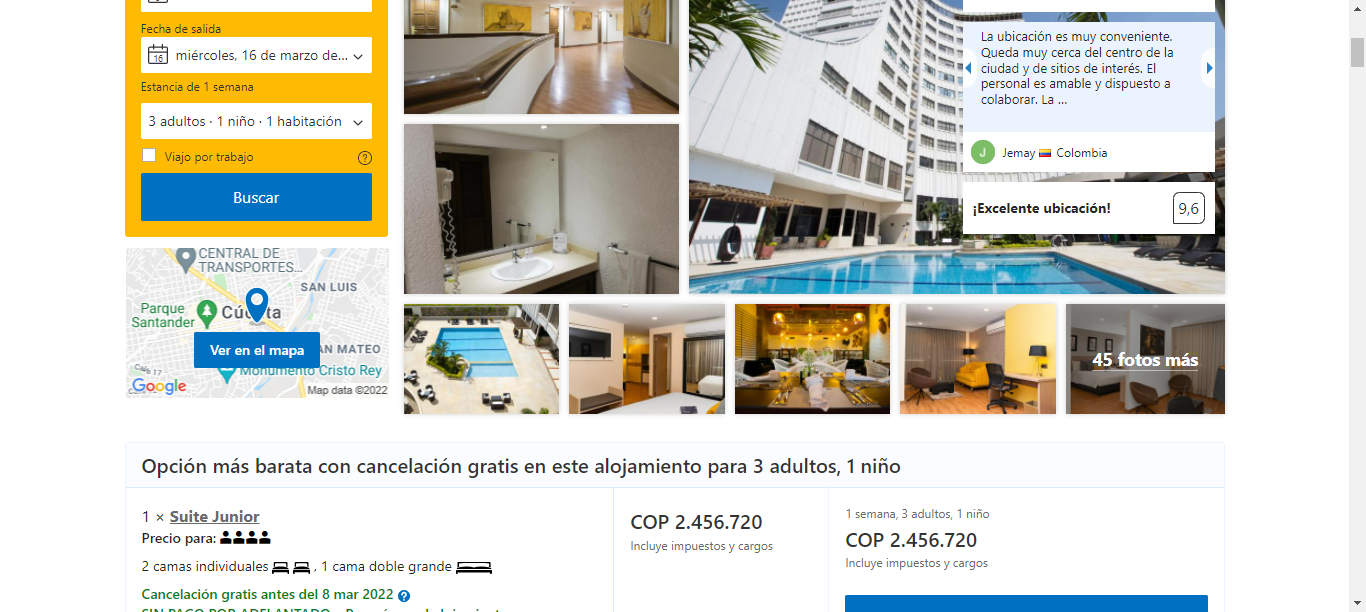 Fecha de salida
16
miércoles, 16 de marzo de...
Estancia de 1 semana
3 adultos · 1 niño · 1 habitación
Viajo por trabajo
?
Buscar
CENTRAL DE
TRANSPORTES...
SAN LUIS
Parque
Santander
Cúcuta
Ver en el mapa
AN MATEO
Monumento Cristo Rey
Google
Map data ©2022
La ubicación es muy conveniente.
Queda muy cerca del centro de la
ciudad y de sitios de interés. El
personal es amable y dispuesto a
colaborar. La ...
J
Jemay Colombia
¡Excelente ubicación!
9,6
45 fotos más
Opción más barata con cancelación gratis en este alojamiento para 3 adultos, 1 niño
1 × Suite Junior
Precio para:
2 camas individuales , 1 cama doble grande
Cancelación gratis antes del 8 mar 2022 ?
COP 2.456.720
Incluye impuestos y cargos
1 semana, 3 adultos, 1 niño
COP 2.456.720
Incluye impuestos y cargos